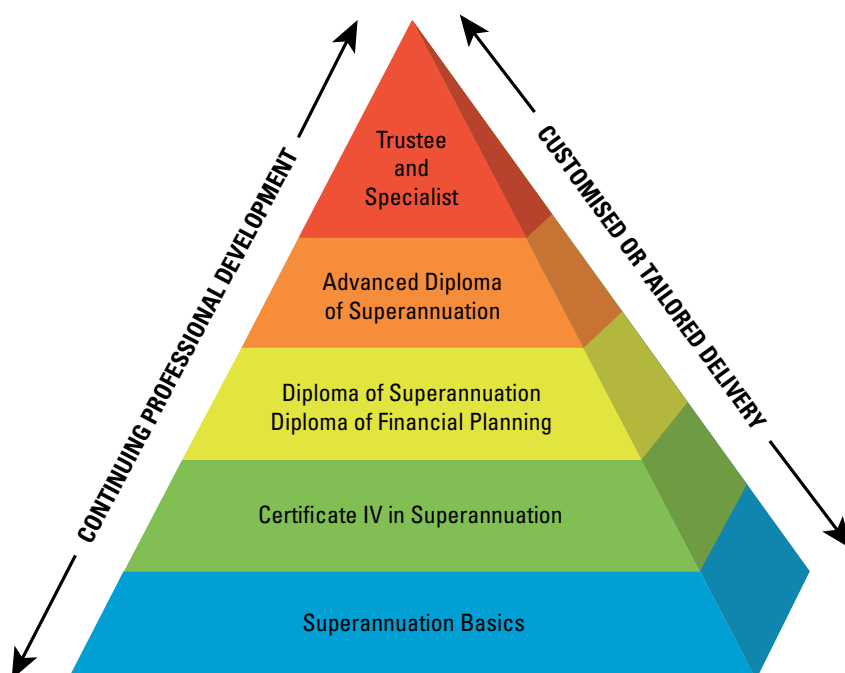 CONTINUING PROFESSIONAL DEVELOPMENT
CUSTOMISED OR TAILORED DELIVERY
Trustee
and
Specialist
Advanced Diploma
of Superannuation
Diploma of Superannuation
Diploma of Financial Planning
Certificate IV in Superannuation
Superannuation Basics